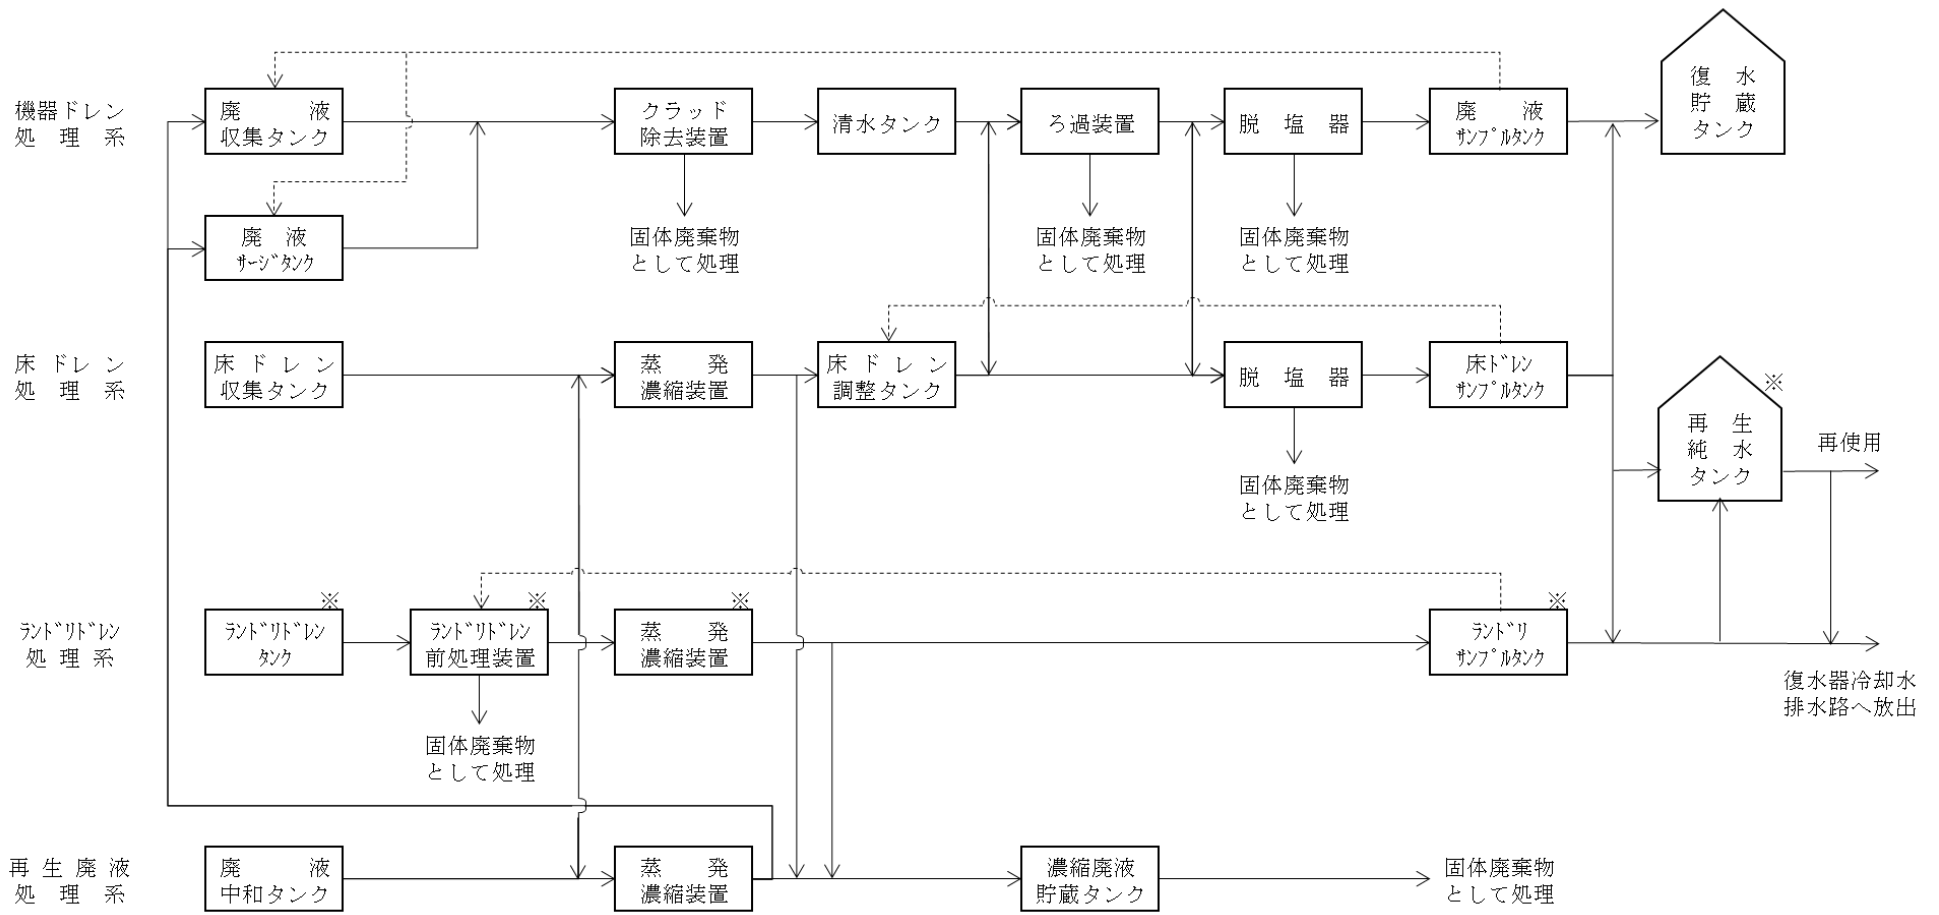 機器ドレン
処理系
廃液
収集タンク
クラッド
除去装置
清水タンク
ろ過装置
脱塩器
廃液
ｻﾝﾌﾟﾙﾀﾝｸ
復水
貯蔵
タンク
廃液
ｻｰｼﾞﾀﾝｸ
固体廃棄物
として処理
固体廃棄物
として処理
固体廃棄物
として処理
床ドレン
処理系
床ドレン
収集タンク
蒸発
濃縮装置
床ドレン
調整タンク
脱塩器
床ﾄﾞﾚﾝ
ｻﾝﾌﾟﾙﾀﾝｸ
※
再生
純水
タンク
再使用
固体廃棄物
として処理
ﾗﾝﾄﾞﾘﾄﾞﾚﾝ
処理系
※
ﾗﾝﾄﾞﾘﾄﾞﾚﾝ
タンク
※
ﾗﾝﾄﾞﾘﾄﾞﾚﾝ
前処理装置
※
蒸発
濃縮装置
※
ﾗﾝﾄﾞﾘ
ｻﾝﾌﾟﾙﾀﾝｸ
復水器冷却水
排水路へ放出
固体廃棄物
として処理
再生廃液
処理系
廃液
中和タンク
蒸発
濃縮装置
濃縮廃液
貯蔵タンク
固体廃棄物
として処理